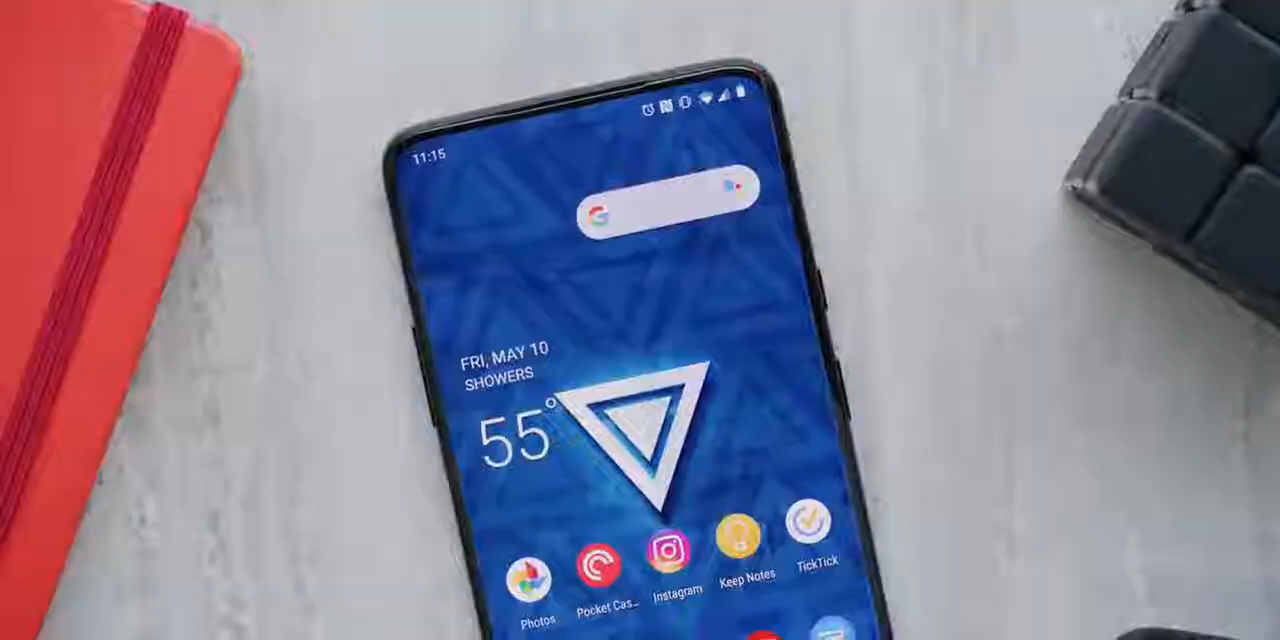 11:15
FRI, MAY 10
SHOWERS
55°
Photos
Pocket Cas...
Instagram
Keep Notes
TickTick